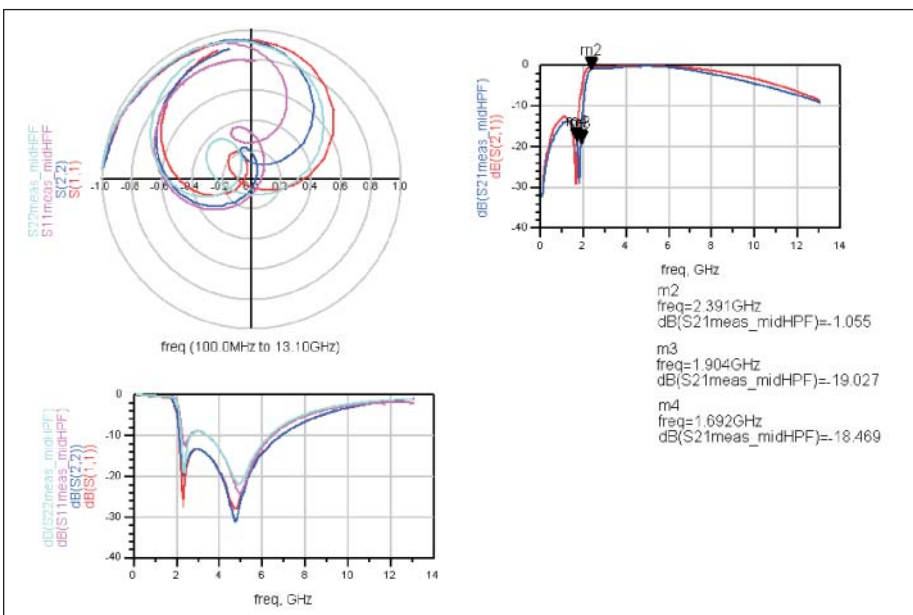 S22meas_midHPF
S11meas_midHPF
S(2,2)
S(1,1)
-1.0 -0.8 -0.6 -0.4 -0.2 0.2 0.4 0.6 0.8 1.0
freq (100.0MHz to 13.10GHz)
dB(S21meas_midHPF)
dB(S(2,1))
m2
0
-10
-20
-30
-40
0 2 4 6 8 10 12 14
freq, GHz
m2
freq=2.391GHz
dB(S21meas_midHPF)=-1.055
m3
freq=1.904GHz
dB(S21meas_midHPF)=-19.027
m4
freq=1.692GHz
dB(S21meas_midHPF)=-18.469
dB(S22meas_midHPF)
dB(S11meas_midHPF)
dB(S(2,2))
dB(S(1,1))
0
-10
-20
-30
-40
0 2 4 6 8 10 12 14
freq, GHz